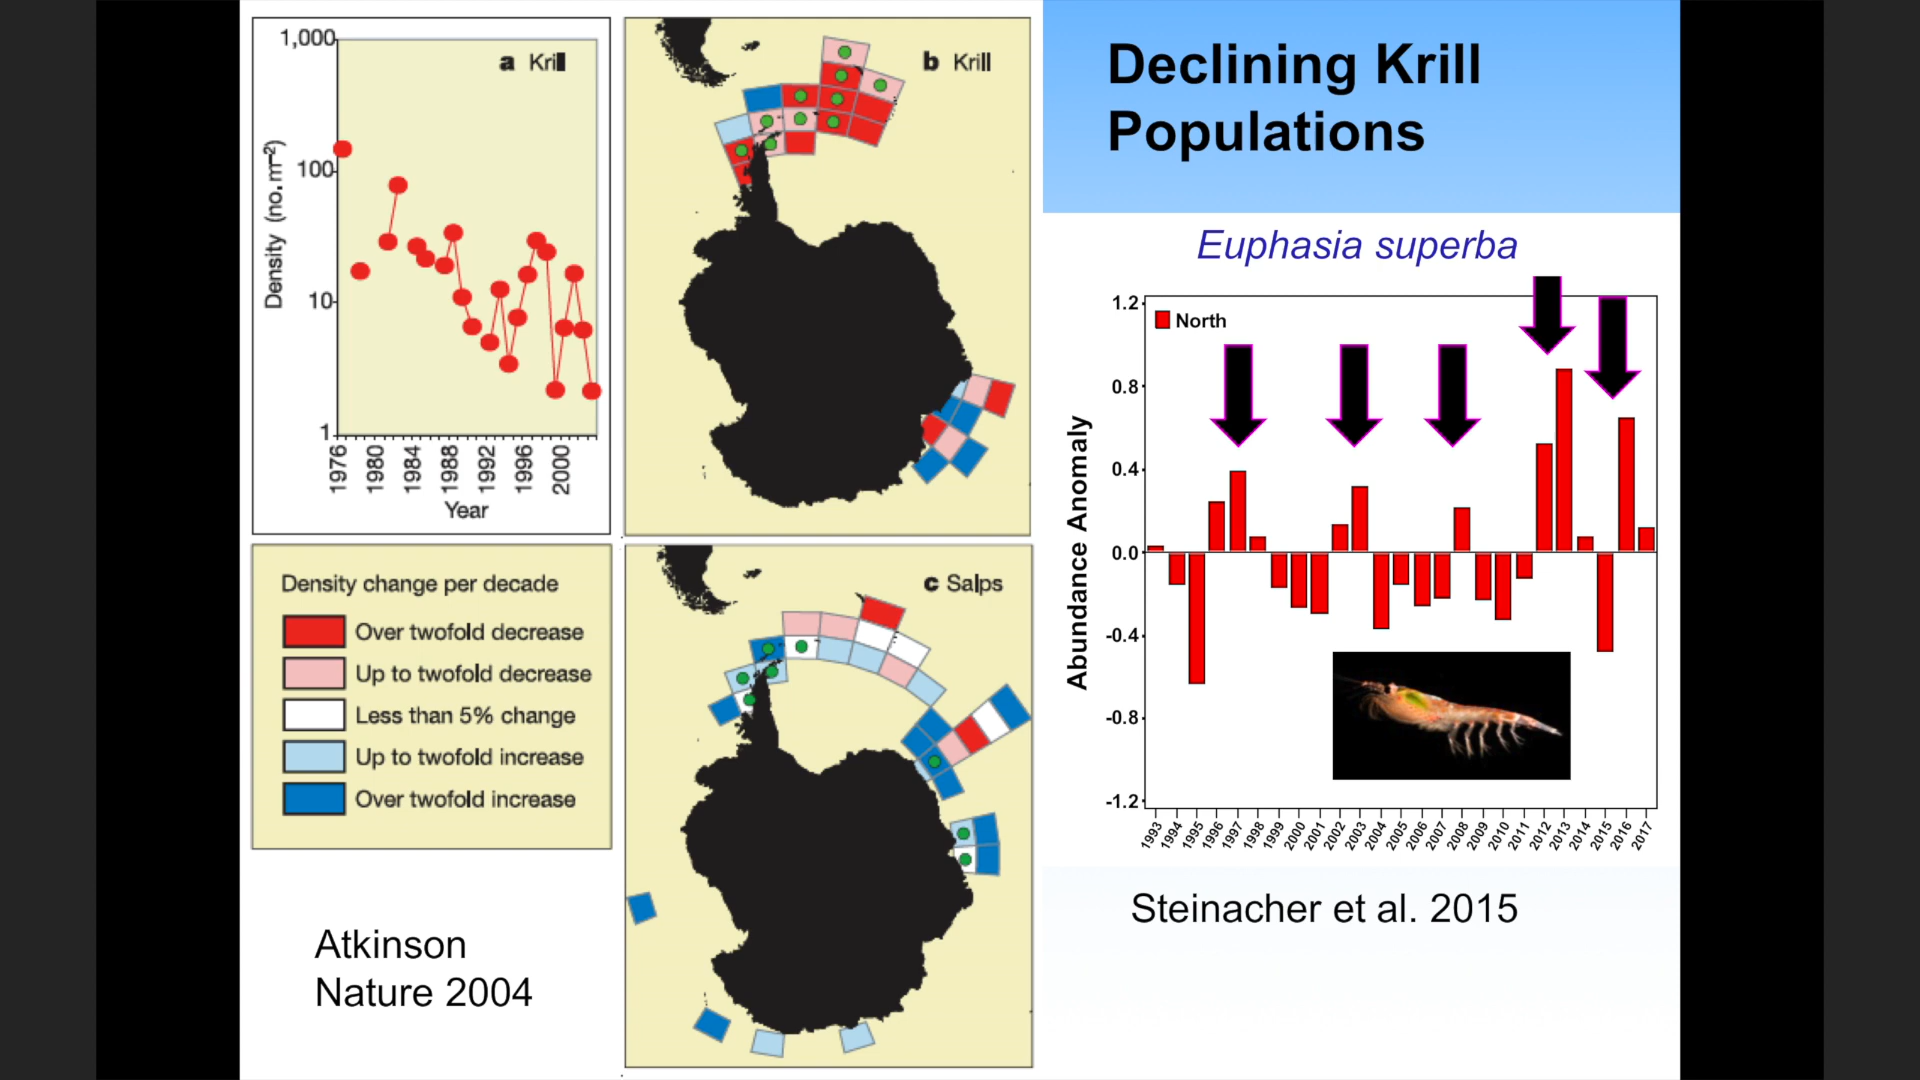 Declining Krill
Populations
a Krill
Density (no.m⁻²)
1,000
100
10
1
1976
1980
1984
1988
1992
1996
2000
Year
b Krill
Density change per decade
Over twofold decrease
Up to twofold decrease
Less than 5% change
Up to twofold increase
Over twofold increase
c Salps
Atkinson
Nature 2004
Euphasia superba
North
Abundance Anomaly
1.2
0.8
0.4
0.0
-0.4
-0.8
-1.2
1993
1994
1995
1996
1997
1998
1999
2000
2001
2002
2003
2004
2005
2006
2007
2008
2009
2010
2011
2012
2013
2014
2015
2016
2017
Steinacher et al. 2015